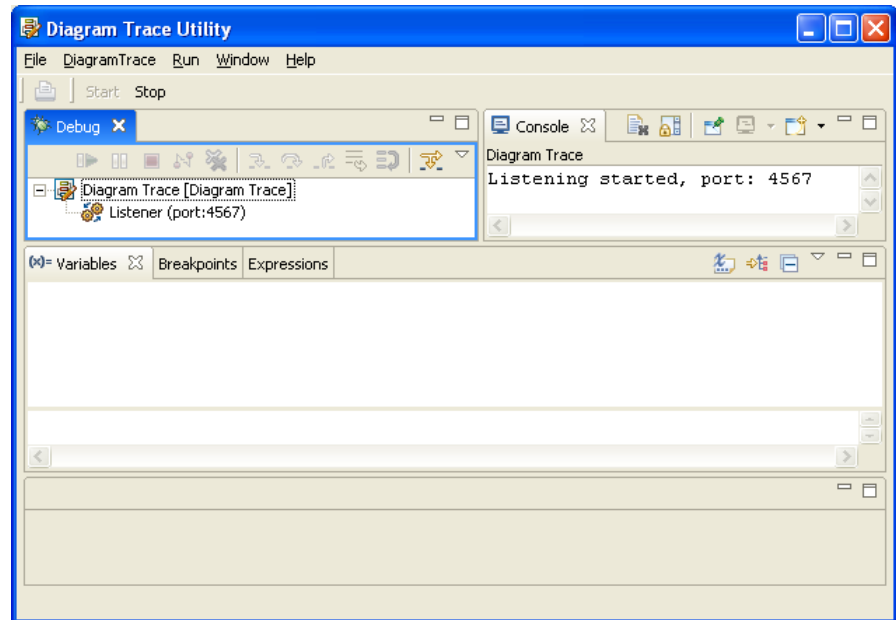 Diagram Trace Utility
File DiagramTrace Run Window Help
Start Stop
Debug
Diagram Trace [Diagram Trace]
Listener (port:4567)
Console
Diagram Trace
Listening started, port: 4567
(x)= Variables Breakpoints Expressions